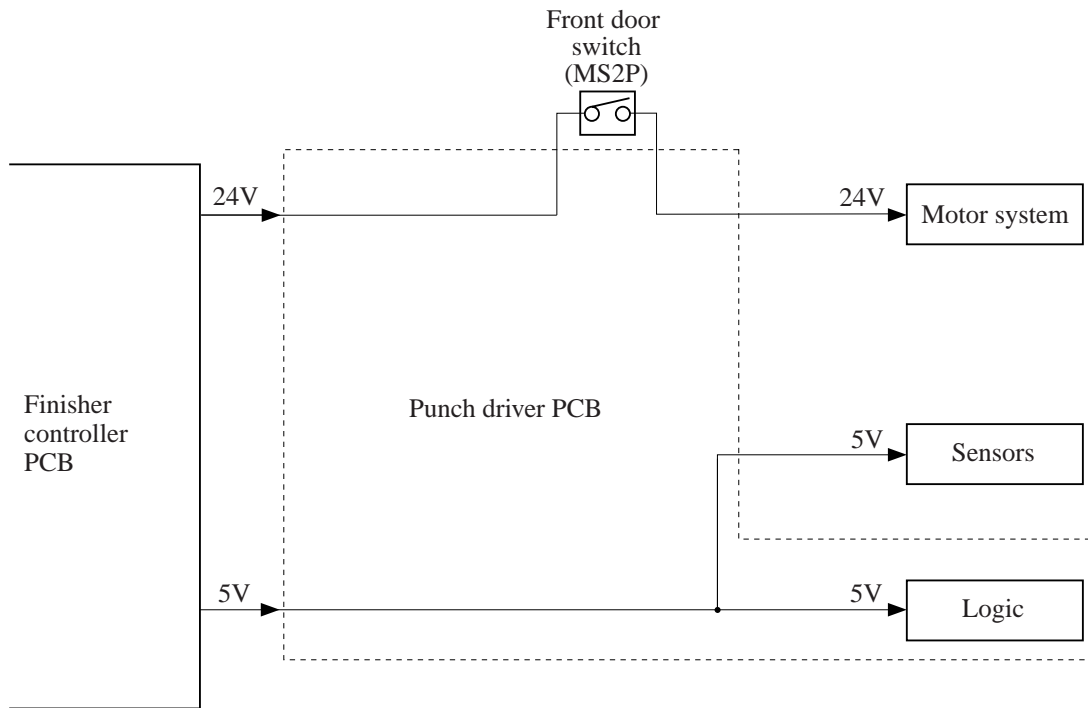 Front door
switch
(MS2P)
24V
24V
Motor system
Finisher
controller
PCB
Punch driver PCB
5V
Sensors
5V
5V
Logic